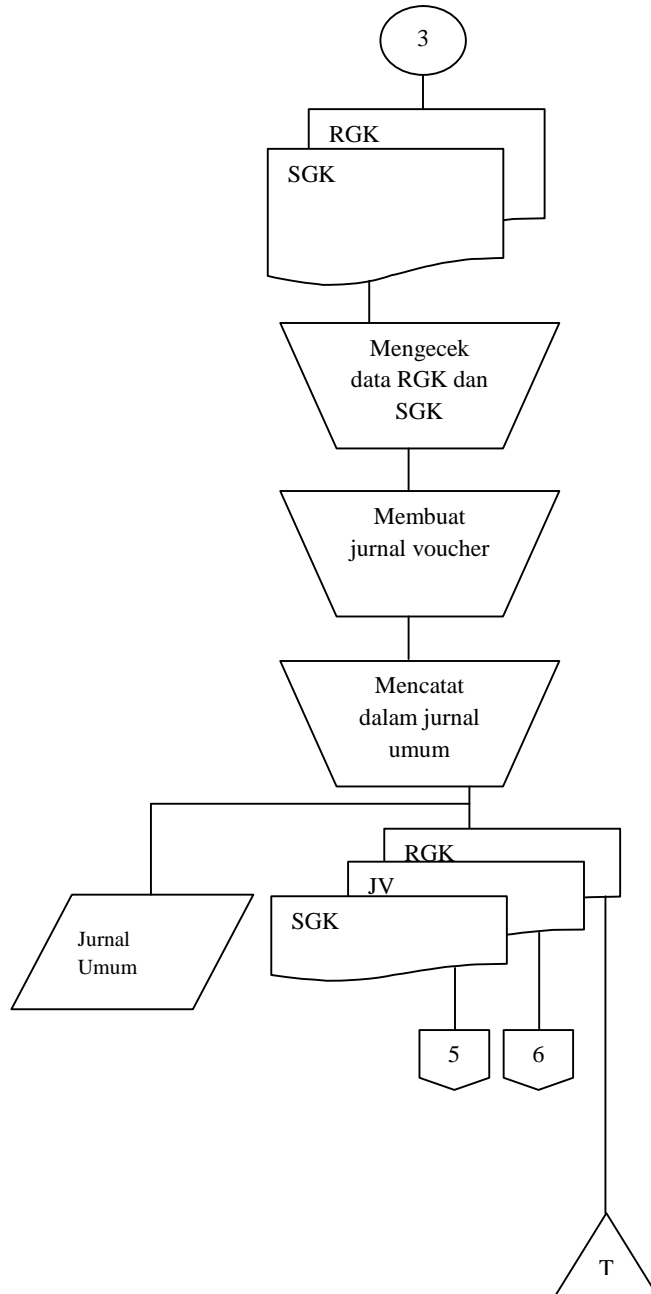 3
RGK
SGK
Mengecek
data RGK dan
SGK
Membuat
jurnal voucher
Mencatat
dalam jurnal
umum
RGK
JV
SGK
Jurnal
Umum
5
6
T